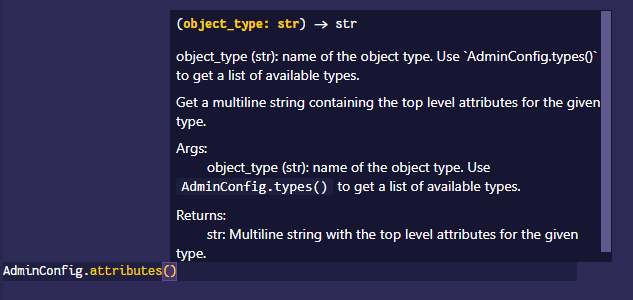 (object_type: str) -> str
object_type (str): name of the object type. Use `AdminConfig.types()`
to get a list of available types.
Get a multiline string containing the top level attributes for the given
type.
Args:
object_type (str): name of the object type. Use
AdminConfig.types() to get a list of available types.
Returns:
str: Multiline string with the top level attributes for the given
type.
AdminConfig.attributes()